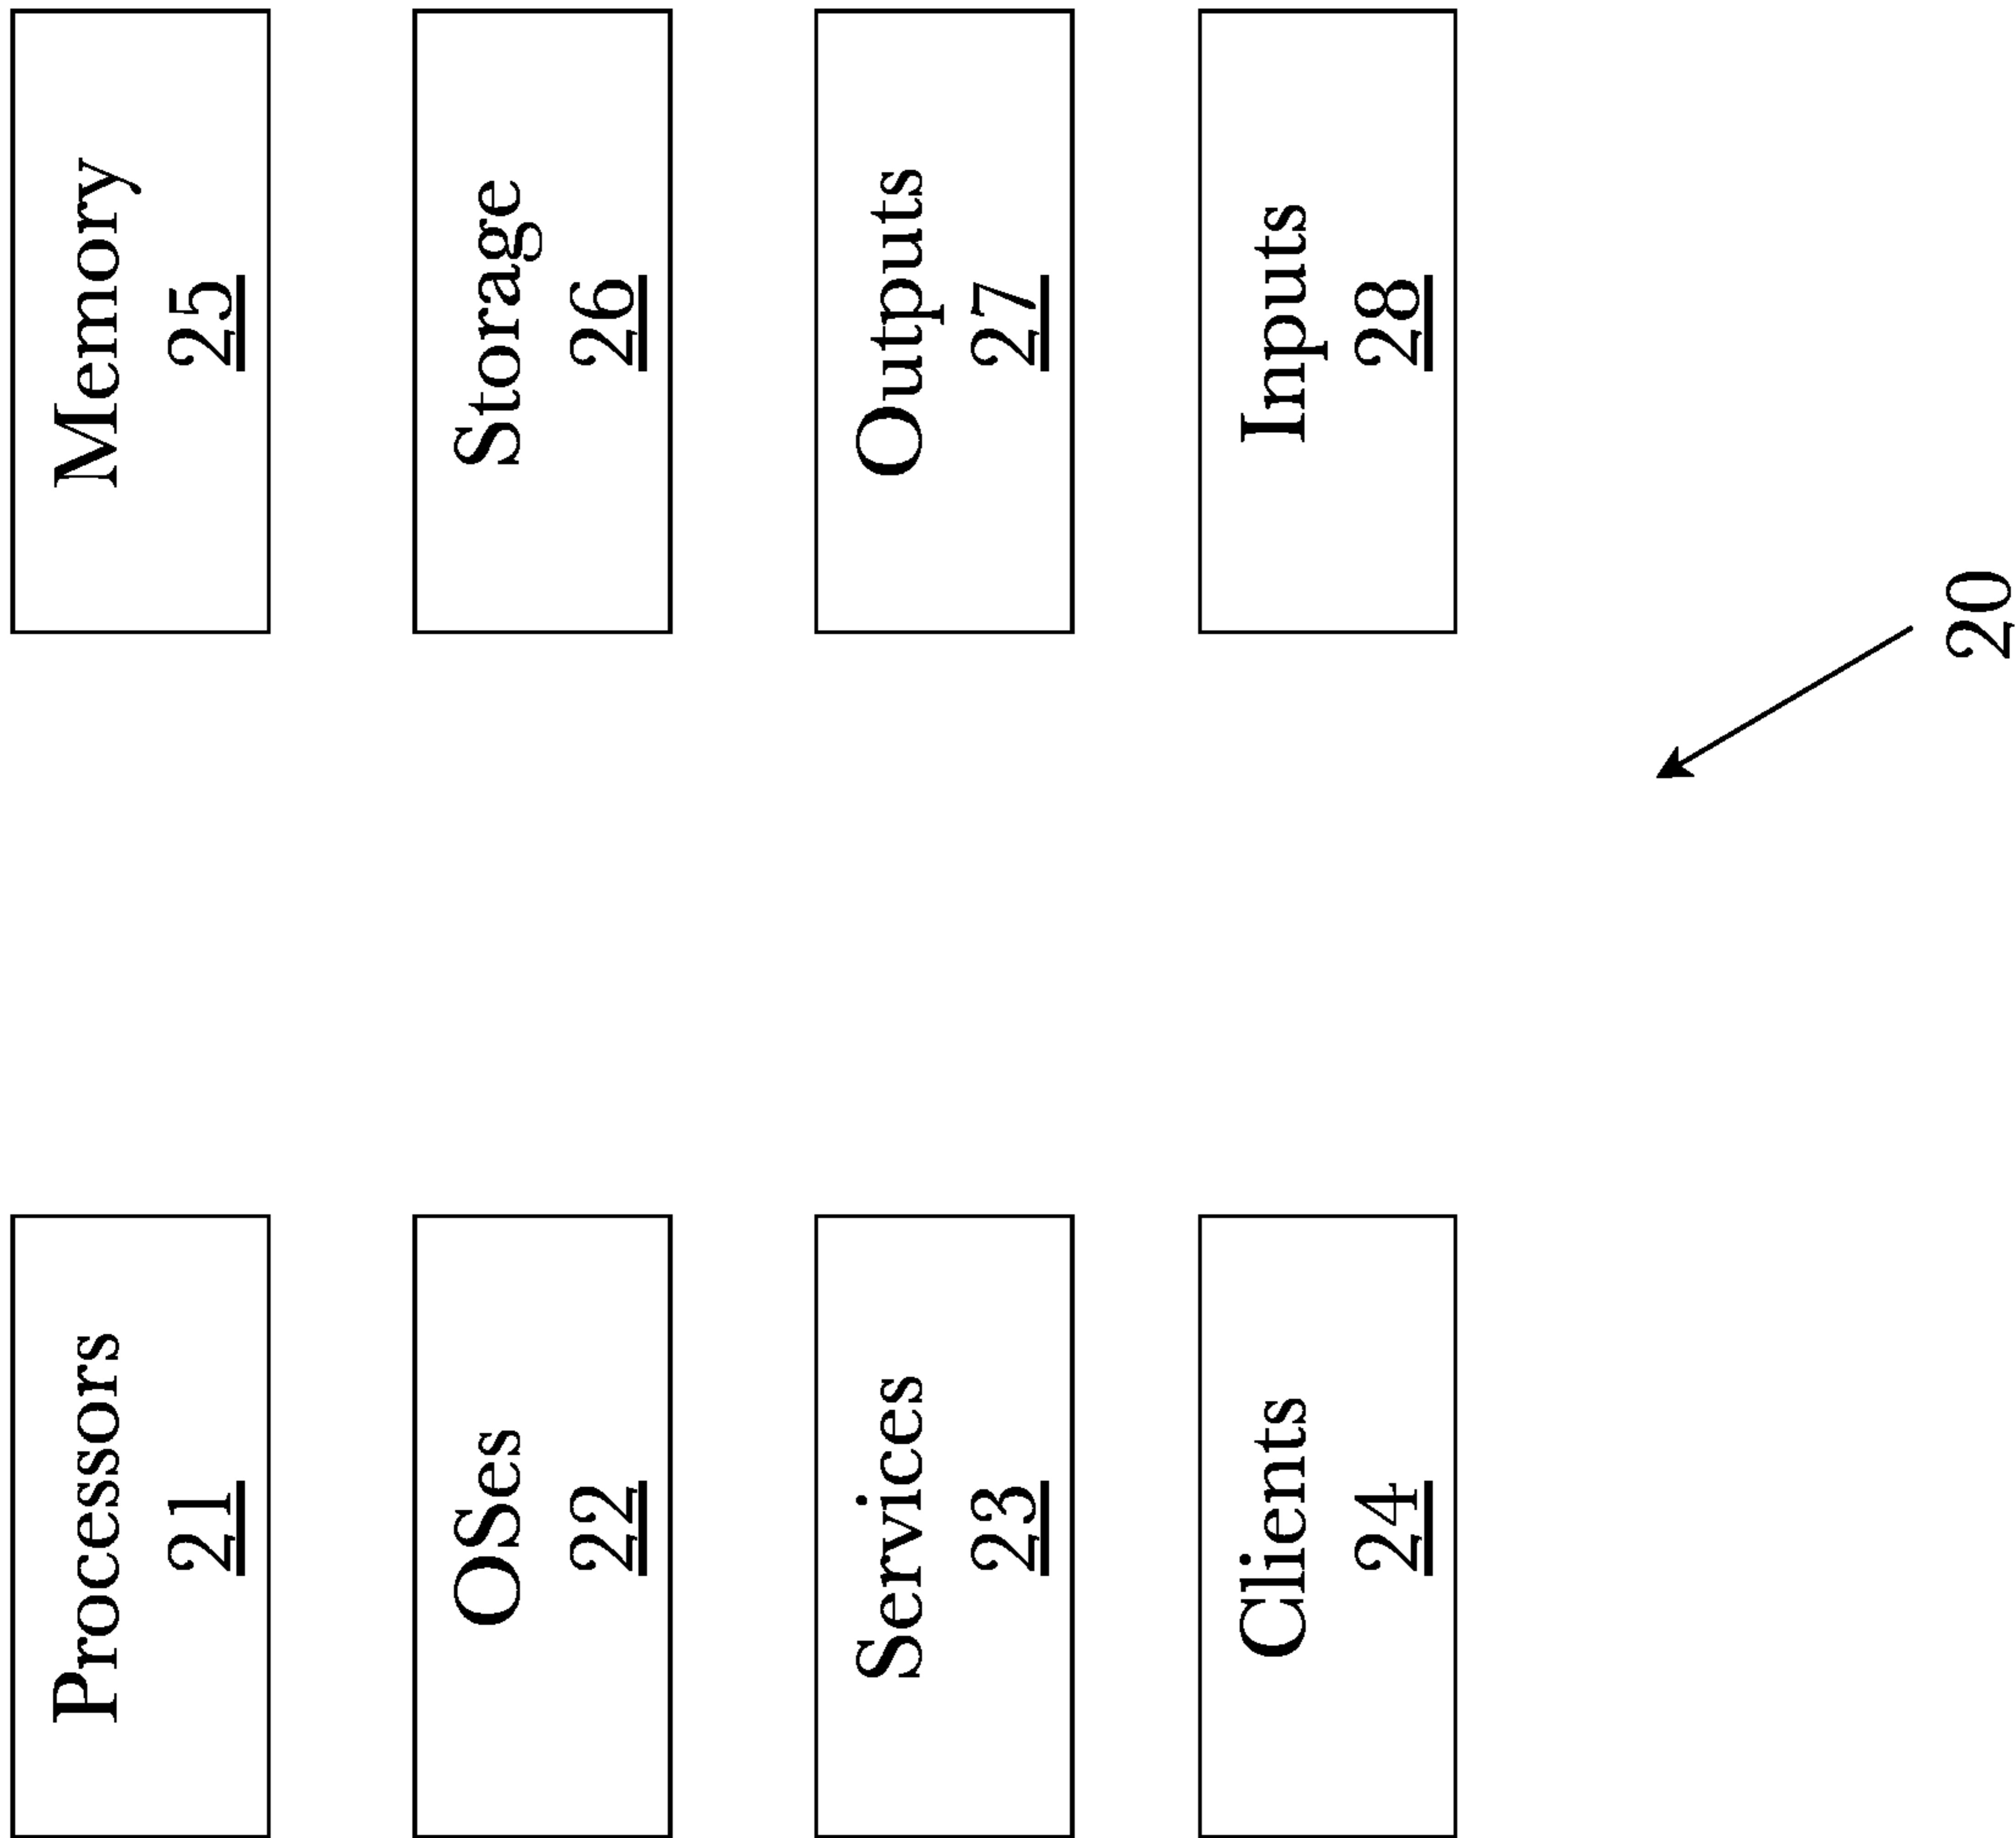 Processors
21
Memory
25
OSes
22
Storage
26
Services
23
Outputs
27
Clients
24
Inputs
28
20